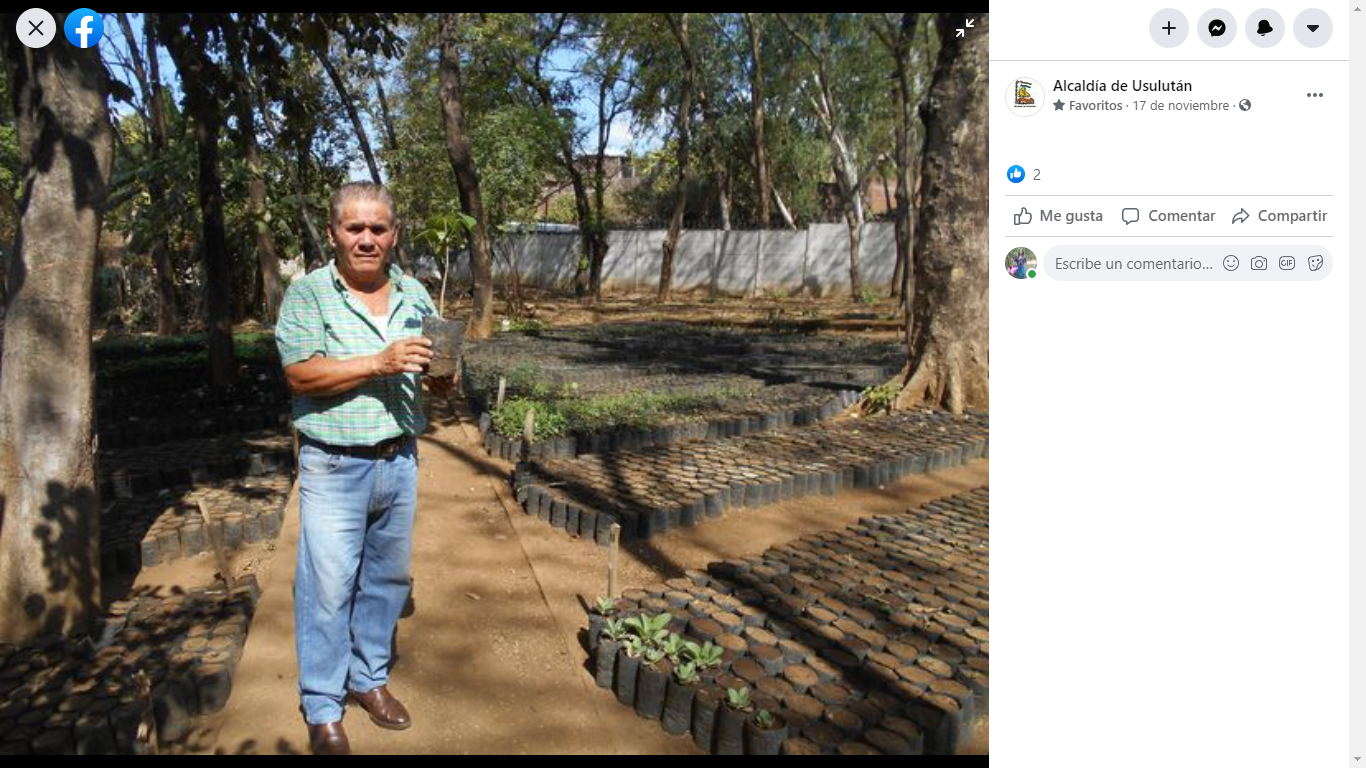 Alcaldía de Usulután
Favoritos · 17 de noviembre ·
2
Me gusta Comentar Compartir
Escribe un comentario... GIF